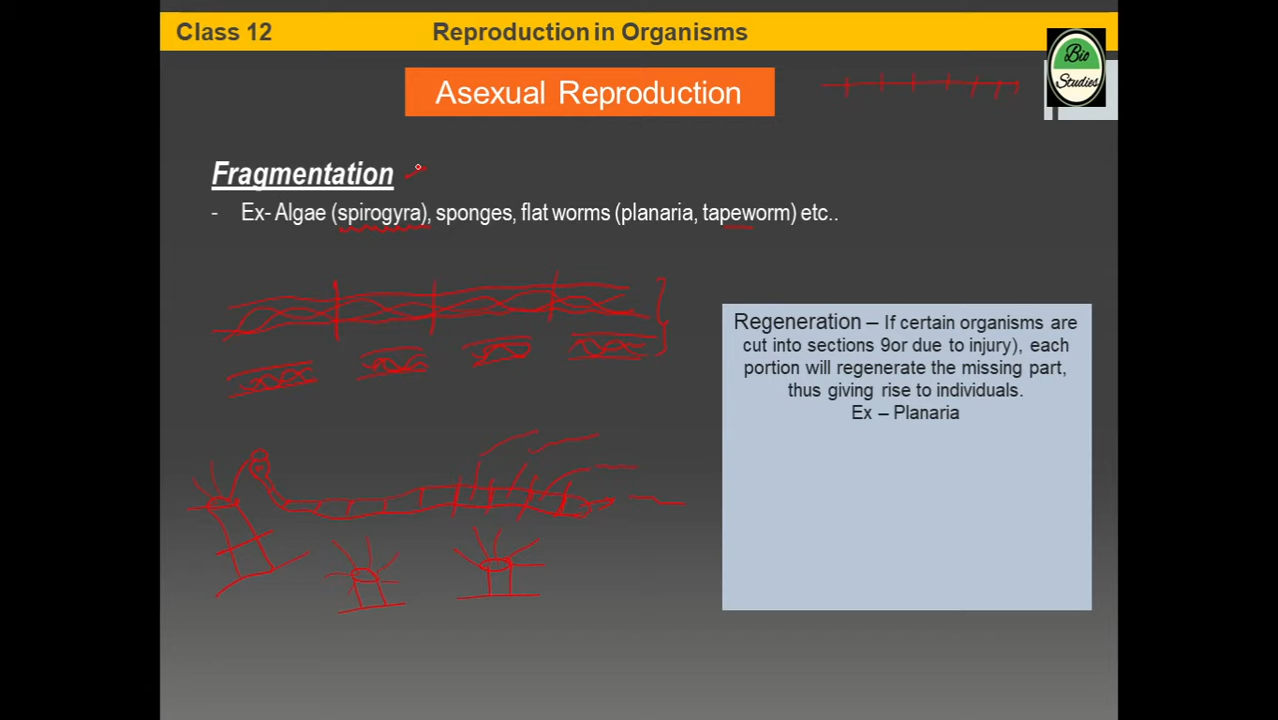 Class 12
Reproduction in Organisms
Bio
Studies
Asexual Reproduction
Fragmentation
- Ex- Algae (spirogyra), sponges, flat worms (planaria, tapeworm) etc..
Regeneration – If certain organisms are
cut into sections 9or due to injury), each
portion will regenerate the missing part,
thus giving rise to individuals.
Ex – Planaria